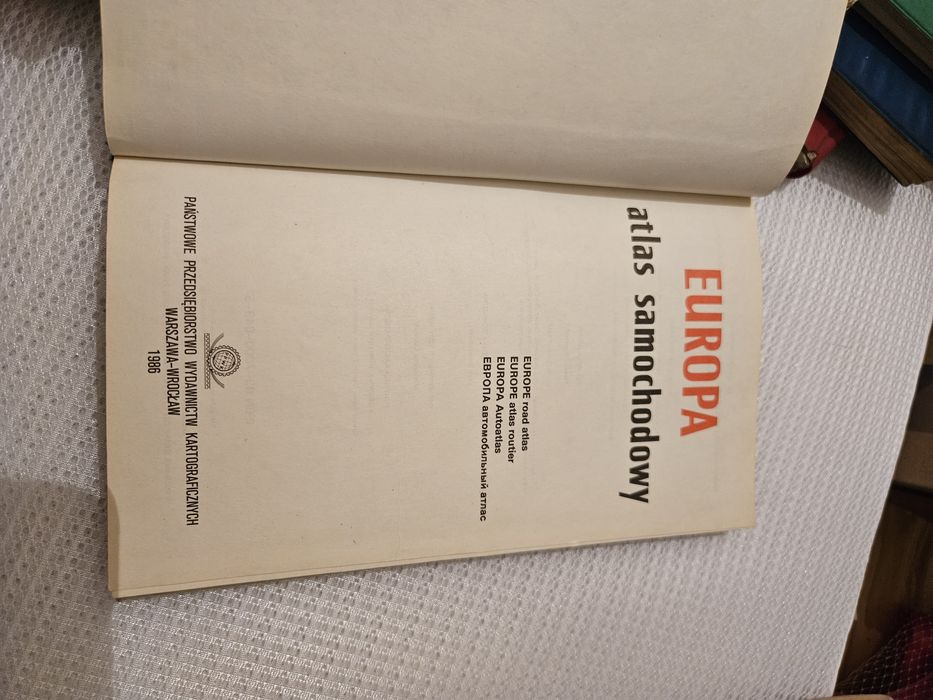 EUROPA
atlas samochodowy
EUROPE road atlas
EUROPE atlas routier
EUROPA Autoatlas
ЕВРОПА автомобильный атлас
PAŃSTWOWE PRZEDSIĘBIORSTWO WYDAWNICTW KARTOGRAFICZNYCH
WARSZAWA-WROCŁAW
1986